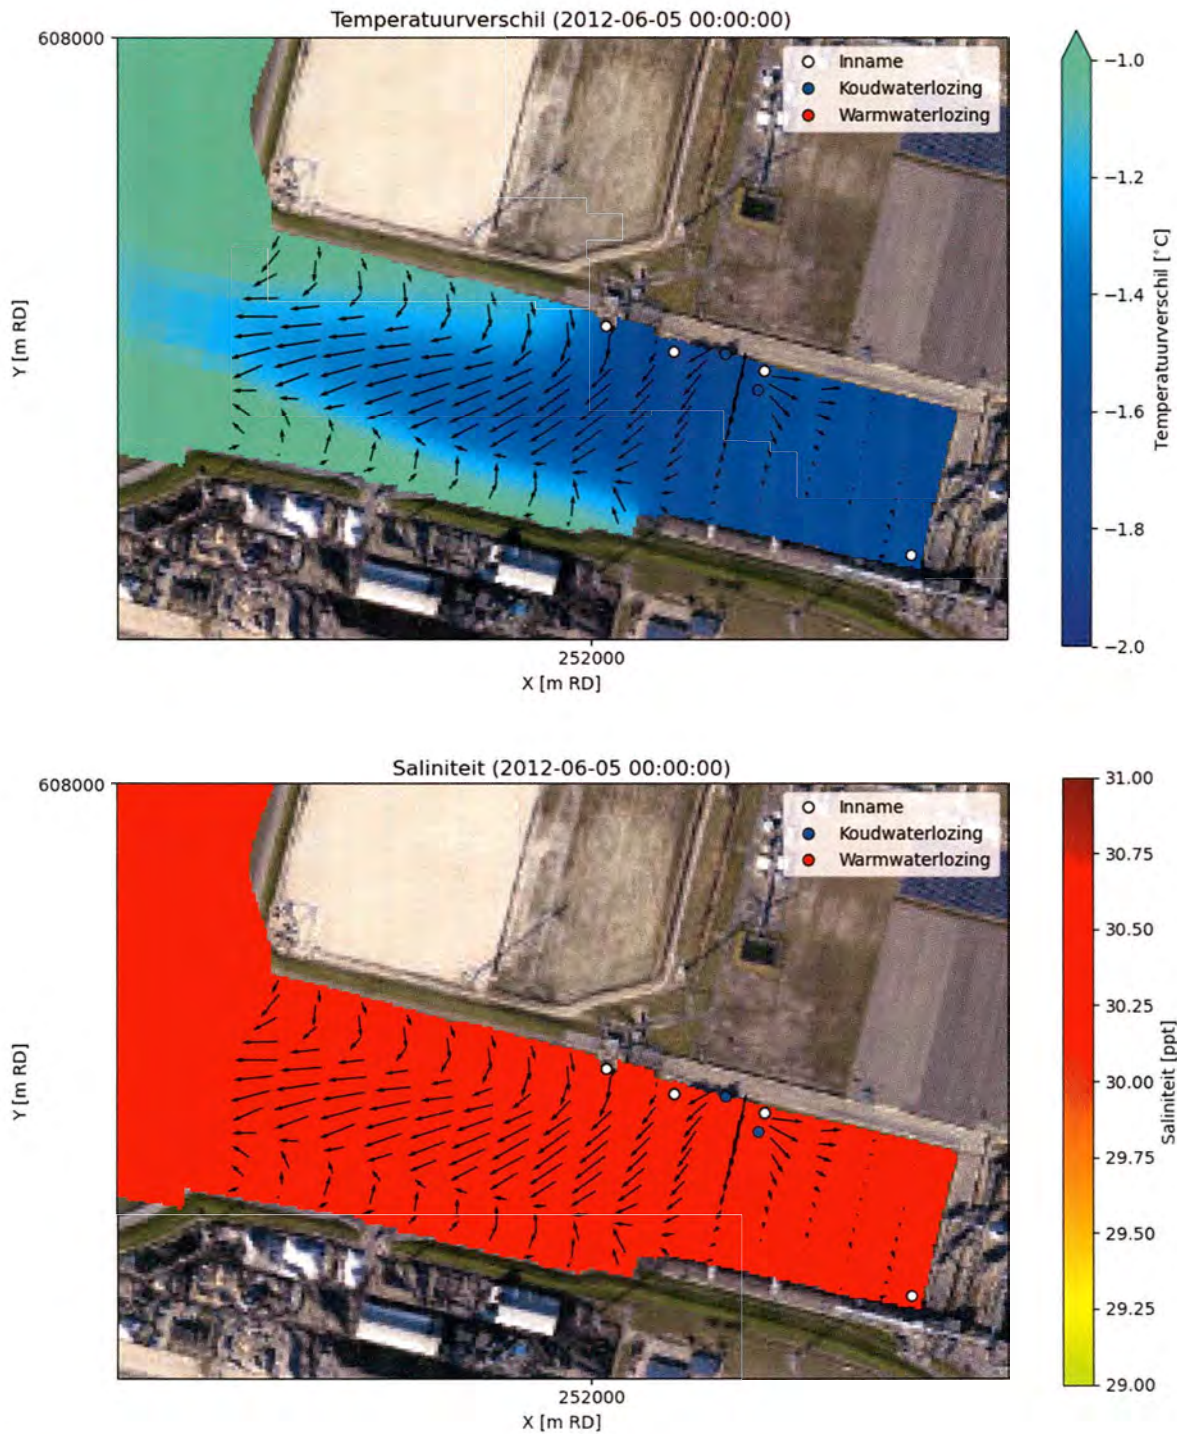 Temperatuurverschil (2012-06-05 00:00:00)
608000
Inname
Koudwaterlozing
Warmwaterlozing
Y [m RD]
252000
X [m RD]
−1.0
−1.2
−1.4
−1.6
−1.8
−2.0
Temperatuurverschil [°C]
Saliniteit (2012-06-05 00:00:00)
608000
Inname
Koudwaterlozing
Warmwaterlozing
Y [m RD]
252000
X [m RD]
31.00
30.75
30.50
30.25
30.00
29.75
29.50
29.25
29.00
Saliniteit [ppt]